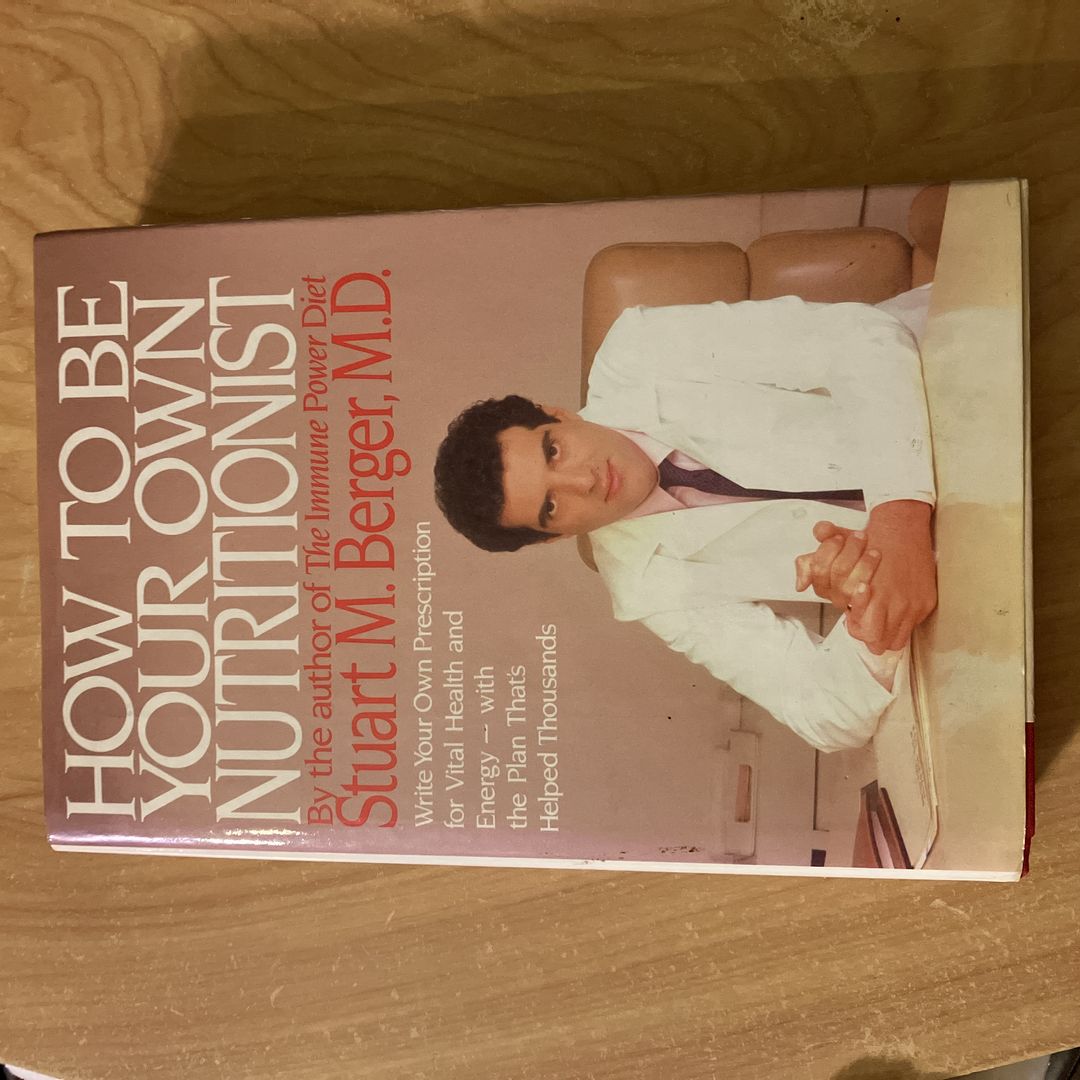 HOW TO BE
YOUR OWN
NUTRITIONIST
By the author of The Immune Power Diet
Stuart M. Berger, M.D.
Write Your Own Prescription
for Vital Health and
Energy — with
the Plan That's
Helped Thousands